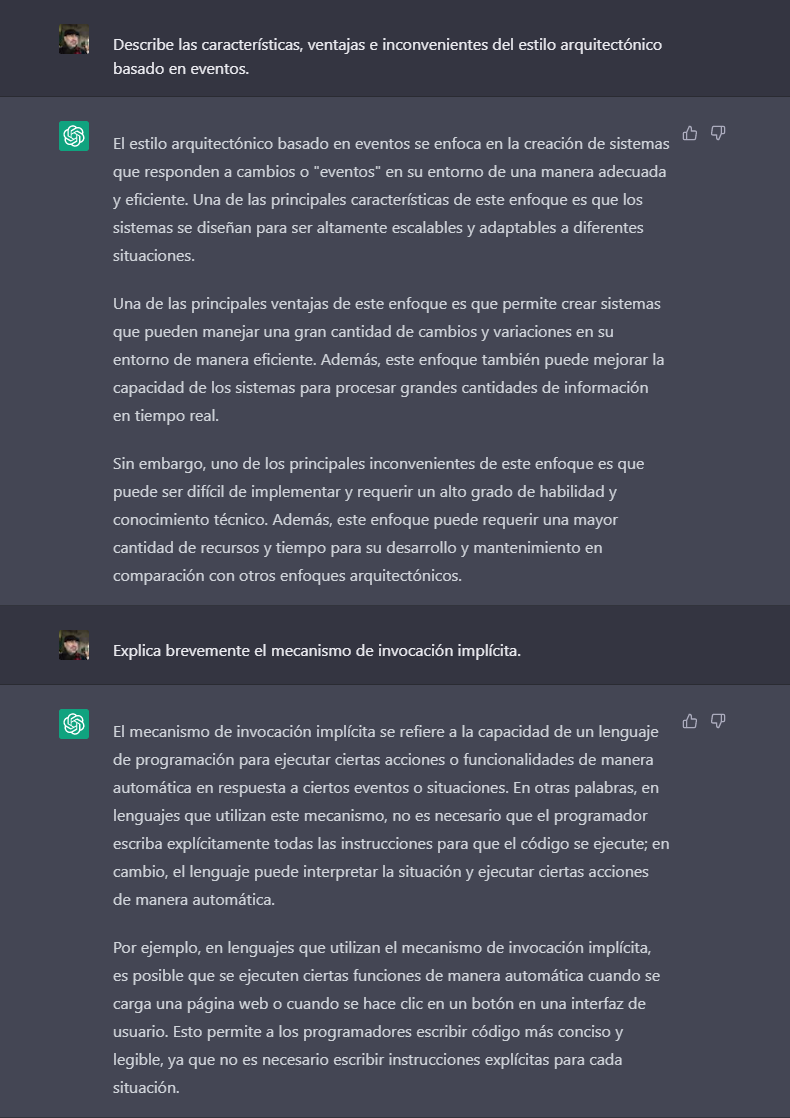 Describe las características, ventajas e inconvenientes del estilo arquitectónico
basado en eventos.
El estilo arquitectónico basado en eventos se enfoca en la creación de sistemas
que responden a cambios o "eventos" en su entorno de una manera adecuada
y eficiente. Una de las principales características de este enfoque es que los
sistemas se diseñan para ser altamente escalables y adaptables a diferentes
situaciones.
Una de las principales ventajas de este enfoque es que permite crear sistemas
que pueden manejar una gran cantidad de cambios y variaciones en su
entorno de manera eficiente. Además, este enfoque también puede mejorar la
capacidad de los sistemas para procesar grandes cantidades de información
en tiempo real.
Sin embargo, uno de los principales inconvenientes de este enfoque es que
puede ser difícil de implementar y requerir un alto grado de habilidad y
conocimiento técnico. Además, este enfoque puede requerir una mayor
cantidad de recursos y tiempo para su desarrollo y mantenimiento en
comparación con otros enfoques arquitectónicos.
Explica brevemente el mecanismo de invocación implícita.
El mecanismo de invocación implícita se refiere a la capacidad de un lenguaje
de programación para ejecutar ciertas acciones o funcionalidades de manera
automática en respuesta a ciertos eventos o situaciones. En otras palabras, en
lenguajes que utilizan este mecanismo, no es necesario que el programador
escriba explícitamente todas las instrucciones para que el código se ejecute; en
cambio, el lenguaje puede interpretar la situación y ejecutar ciertas acciones
de manera automática.
Por ejemplo, en lenguajes que utilizan el mecanismo de invocación implícita,
es posible que se ejecuten ciertas funciones de manera automática cuando se
carga una página web o cuando se hace clic en un botón en una interfaz de
usuario. Esto permite a los programadores escribir código más conciso y
legible, ya que no es necesario escribir instrucciones explícitas para cada
situación.